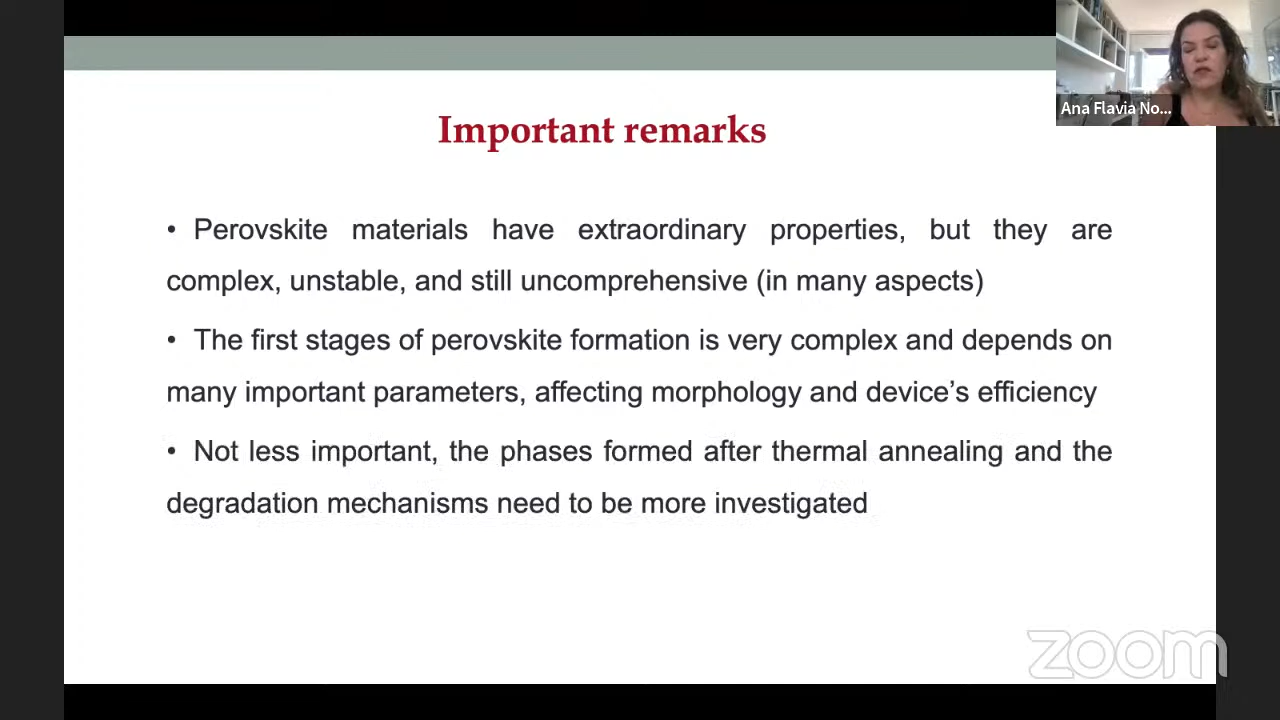 Ana Flavia No...
Important remarks
• Perovskite materials have extraordinary properties, but they are
complex, unstable, and still uncomprehensive (in many aspects)
• The first stages of perovskite formation is very complex and depends on
many important parameters, affecting morphology and device’s efficiency
• Not less important, the phases formed after thermal annealing and the
degradation mechanisms need to be more investigated
zoom